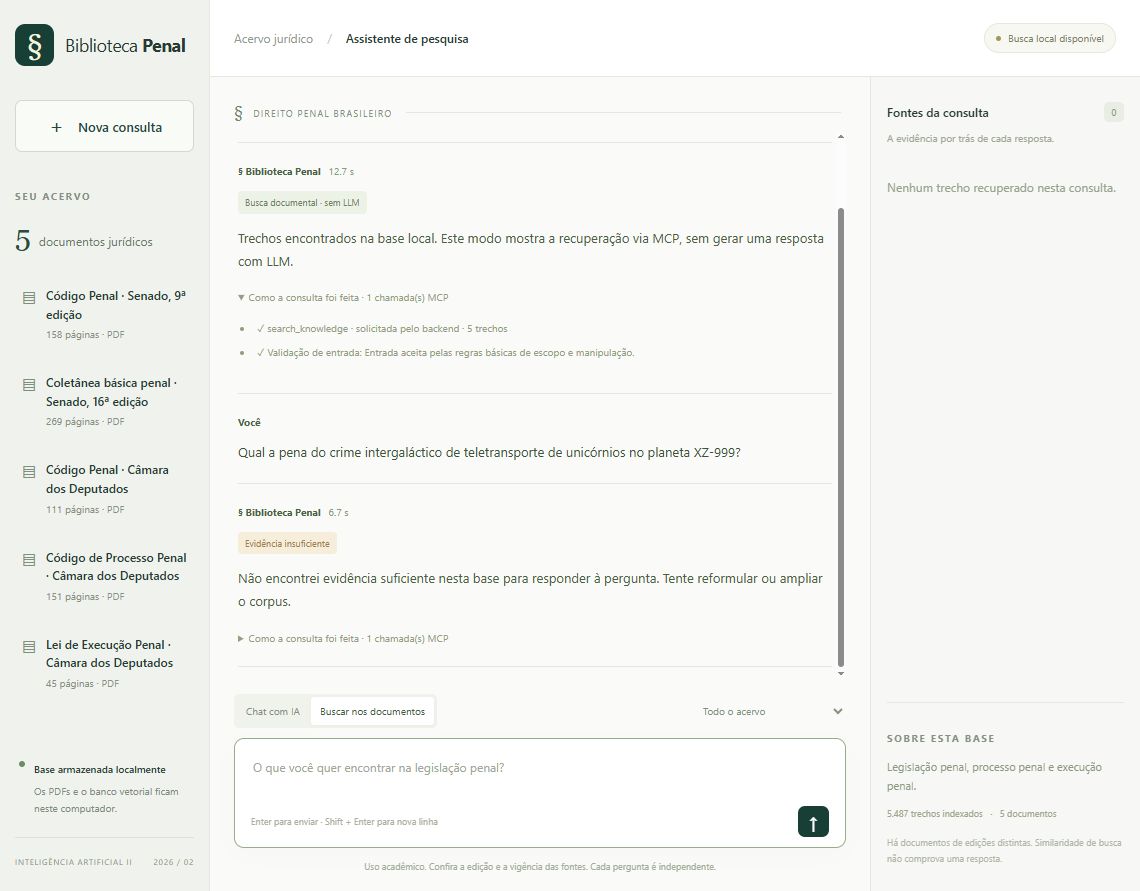 § Biblioteca Penal
+ Nova consulta
SEU ACERVO
5 documentos jurídicos
Código Penal · Senado, 9ª
edição
158 páginas · PDF
Coletânea básica penal ·
Senado, 16ª edição
269 páginas · PDF
Código Penal · Câmara
dos Deputados
111 páginas · PDF
Código de Processo Penal
· Câmara dos Deputados
151 páginas · PDF
Lei de Execução Penal ·
Câmara dos Deputados
45 páginas · PDF
Base armazenada localmente
Os PDFs e o banco vetorial ficam
neste computador.
INTELIGÊNCIA ARTIFICIAL II 2026 / 02
Acervo jurídico / Assistente de pesquisa
Busca local disponível
§ DIREITO PENAL BRASILEIRO
§ Biblioteca Penal 12.7 s
Busca documental · sem LLM
Trechos encontrados na base local. Este modo mostra a recuperação via MCP, sem gerar uma resposta
com LLM.
▼ Como a consulta foi feita · 1 chamada(s) MCP
• ✓ search_knowledge · solicitada pelo backend · 5 trechos
• ✓ Validação de entrada: Entrada aceita pelas regras básicas de escopo e manipulação.
Você
Qual a pena do crime intergaláctico de teletransporte de unicórnios no planeta XZ-999?
§ Biblioteca Penal 6.7 s
Evidência insuficiente
Não encontrei evidência suficiente nesta base para responder à pergunta. Tente reformular ou ampliar
o corpus.
▶ Como a consulta foi feita · 1 chamada(s) MCP
Chat com IA Buscar nos documentos Todo o acervo
O que você quer encontrar na legislação penal?
Enter para enviar · Shift + Enter para nova linha ↑
Uso acadêmico. Confira a edição e a vigência das fontes. Cada pergunta é independente.
Fontes da consulta 0
A evidência por trás de cada resposta.
Nenhum trecho recuperado nesta consulta.
SOBRE ESTA BASE
Legislação penal, processo penal e execução
penal.
5.487 trechos indexados · 5 documentos
Há documentos de edições distintas. Similaridade de busca
não comprova uma resposta.